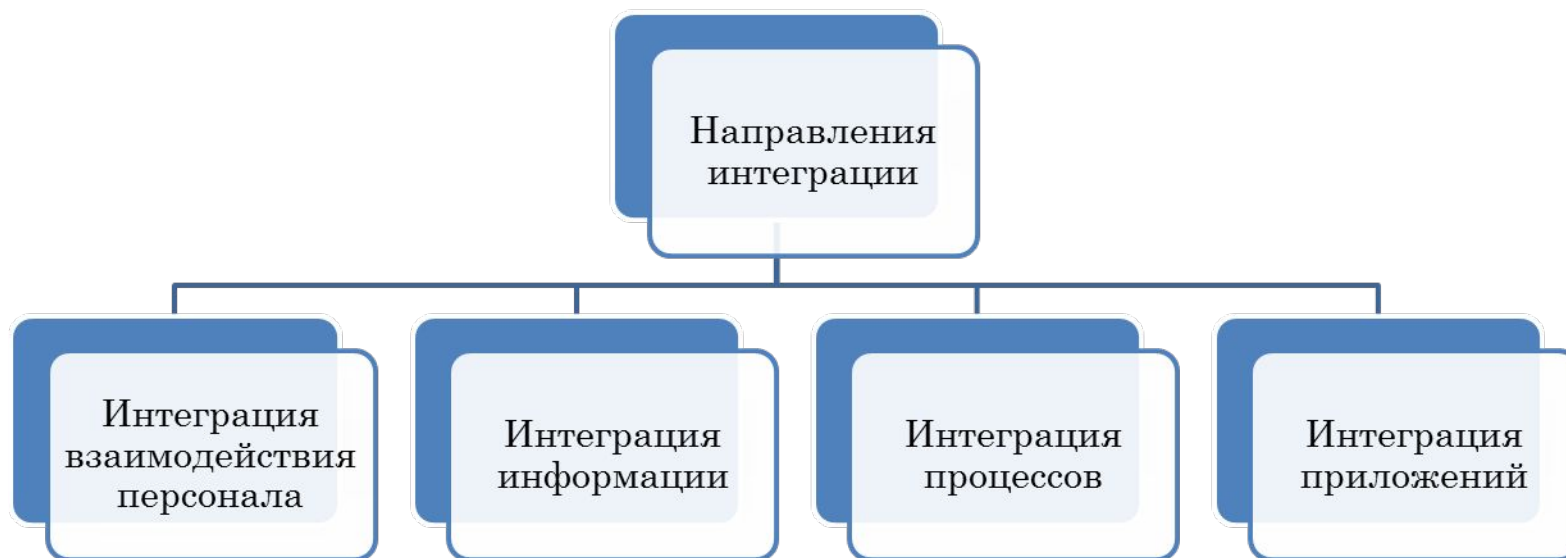 Направления
интеграции
Интеграция
взаимодействия
персонала
Интеграция
информации
Интеграция
процессов
Интеграция
приложений